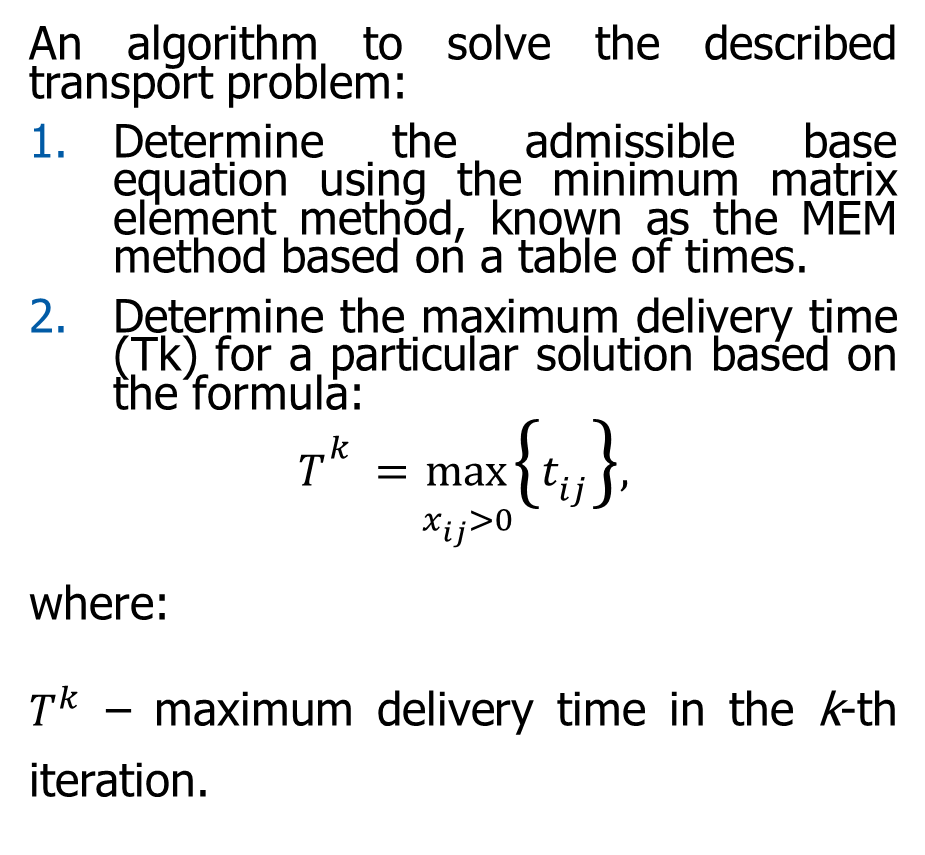 An algorithm to solve the described
transport problem:
1. Determine the admissible base
equation using the minimum matrix
element method, known as the MEM
method based on a table of times.
2. Determine the maximum delivery time
(Tk) for a particular solution based on
the formula:
T^k = max{t_{ij}},
x_{ij}>0
where:
T^k – maximum delivery time in the k-th
iteration.